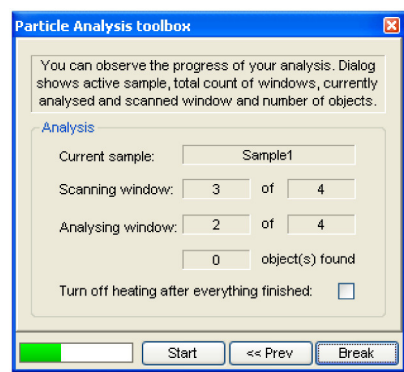 Particle Analysis toolbox
You can observe the progress of your analysis. Dialog
shows active sample, total count of windows, currently
analysed and scanned window and number of objects.
Analysis
Current sample: Sample1
Scanning window: 3 of 4
Analysing window: 2 of 4
0 object(s) found
Turn off heating after everything finished:
Start << Prev Break